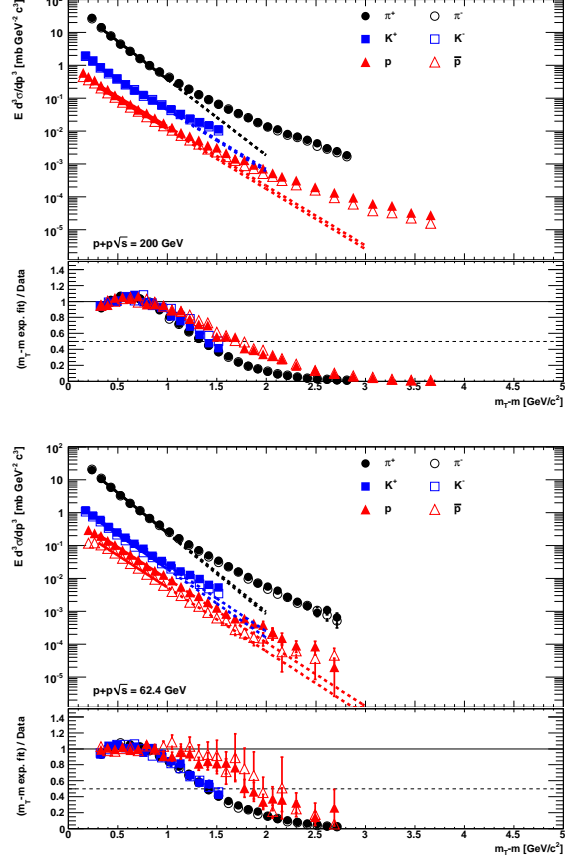 E d³σ/dp³ [mb GeV⁻² c³]
10
1
10⁻¹
10⁻²
10⁻³
10⁻⁴
10⁻⁵
π⁺ π⁻
K⁺ K⁻
p p̅
p+p√s = 200 GeV
(m_T-m exp. fit) / Data
1.4
1.2
1
0.8
0.6
0.4
0.2
0
0 0.5 1 1.5 2 2.5 3 3.5 4 4.5 5
m_T-m [GeV/c²]
E d³σ/dp³ [mb GeV⁻² c³]
10²
10
1
10⁻¹
10⁻²
10⁻³
10⁻⁴
10⁻⁵
π⁺ π⁻
K⁺ K⁻
p p̅
p+p√s = 62.4 GeV
(m_T-m exp. fit) / Data
1.4
1.2
1
0.8
0.6
0.4
0.2
0
0 0.5 1 1.5 2 2.5 3 3.5 4 4.5 5
m_T-m [GeV/c²]